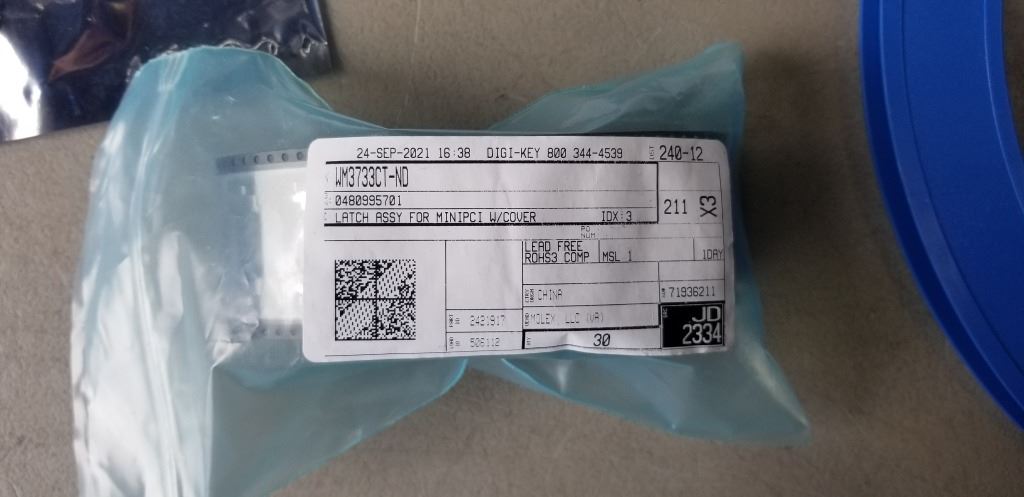 24-SEP-2021 16:38 DIGI-KEY 800 344-4539
240-12
WM3733CT-ND
0480995701
LATCH ASSY FOR MINIPCI W/COVER IDX:3
211 X3
PO
NUM
LEAD FREE
ROHS3 COMP
MSL 1
1DAY
CHINA
71936211
2421917
MOLEX, LLC (VA)
JD
2334
506112
30